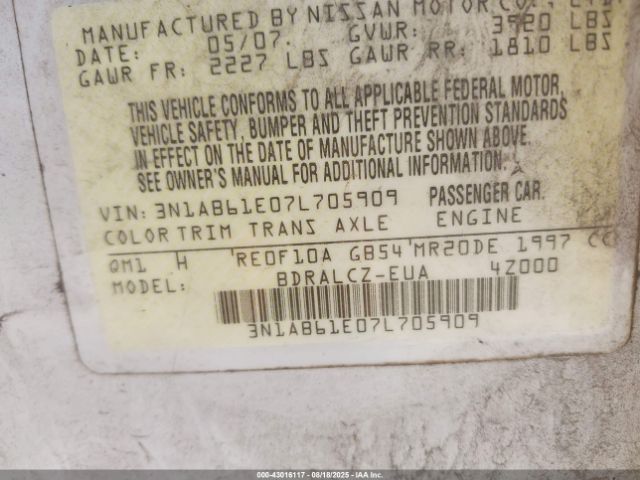 MANUFACTURED BY NISSAN MOTOR CO.,
DATE: 05/07. GVWR: 3920 LBS
GAWR FR: 2227 LBS GAWR RR: 1810 LBS
THIS VEHICLE CONFORMS TO ALL APPLICABLE FEDERAL MOTOR
VEHICLE SAFETY, BUMPER AND THEFT PREVENTION STANDARDS
IN EFFECT ON THE DATE OF MANUFACTURE SHOWN ABOVE.
SEE OWNER'S MANUAL FOR ADDITIONAL INFORMATION.
VIN: 3N1AB61E07L705909 PASSENGER CAR.
COLOR TRIM TRANS AXLE ENGINE
QM1 H RE0F10A GB54 MR20DE 1997 CC
MODEL: BDRALCZ-EUA 4Z000
3N1AB61E07L705909
000-43016117 - 08/18/2025 - IAA, Inc.